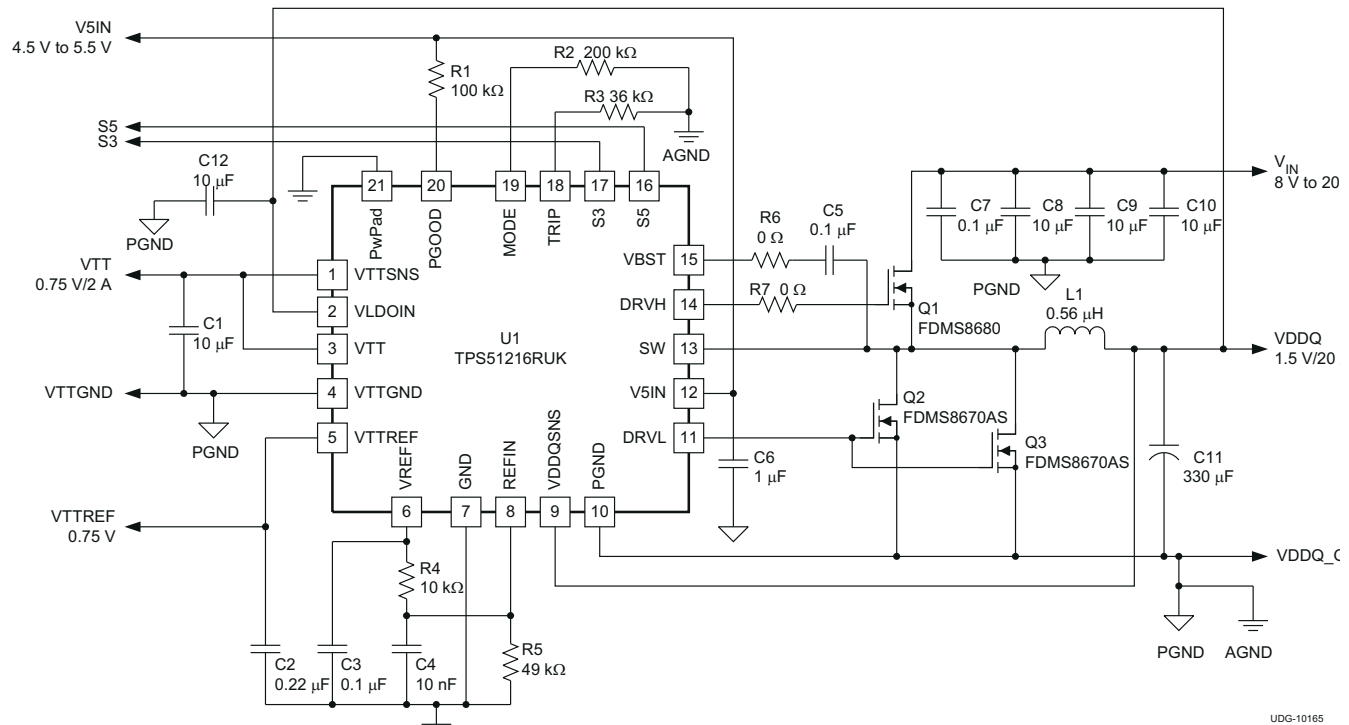 V5IN
4.5 V to 5.5 V
R1
100 kΩ
R2 200 kΩ
R3 36 kΩ
AGND
S5
S3
C12
10 μF
PGND
21
20
19
18
17
16
PwPad
PGOOD
MODE
TRIP
S3
S5
V_IN
8 V to 20
C7
0.1 μF
C8
10 μF
C9
10 μF
C10
10 μF
PGND
VTT
0.75 V/2 A
C1
10 μF
VTTGND
PGND
1 VTTSNS
2 VLDOIN
3 VTT
4 VTTGND
5 VTTREF
U1
TPS51216RUK
VBST 15
DRVH 14
SW 13
V5IN 12
DRVL 11
R6
0 Ω
C5
0.1 μF
R7 0 Ω
Q1
FDMS8680
L1
0.56 μH
VDDQ
1.5 V/20
Q2
FDMS8670AS
Q3
FDMS8670AS
C6
1 μF
C11
330 μF
VREF
GND
REFIN
VDDQSNS
PGND
6
7
8
9
10
VTTREF
0.75 V
VDDQ_
R4
10 kΩ
C2
0.22 μF
C3
0.1 μF
C4
10 nF
R5
49 kΩ
PGND
AGND
UDG-10165